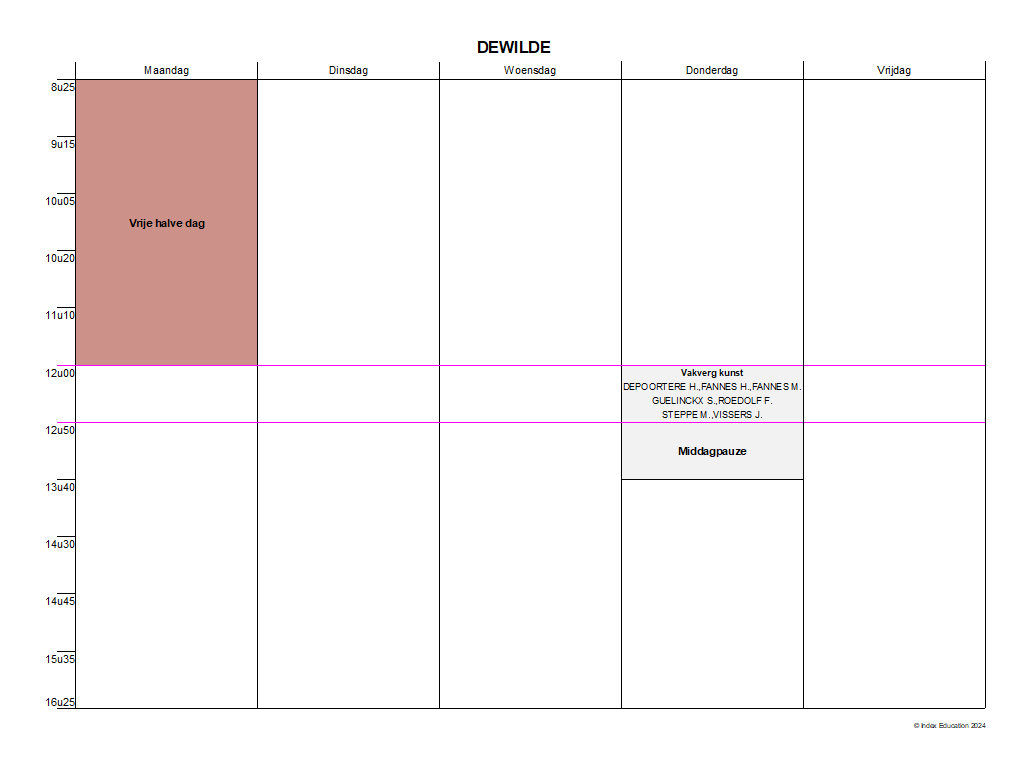 DEWILDE
Maandag Dinsdag Woensdag Donderdag Vrijdag
8u25
9u15
10u05
Vrije halve dag
10u20
11u10
12u00
Vakverg kunst
DEPOORTERE H.,FANNES H.,FANNES M.
GUELINCKX S.,ROEDOLF F.
STEPPE M.,VISSERS J.
12u50
Middagpauze
13u40
14u30
14u45
15u35
16u25
© Index Education 2024